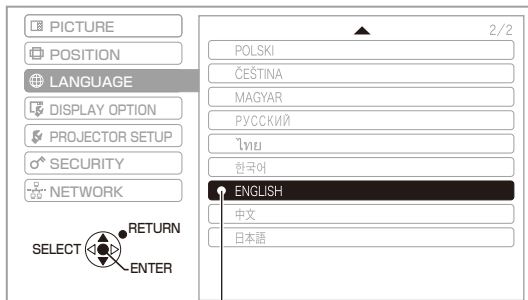 PICTURE
POSITION
LANGUAGE
DISPLAY OPTION
PROJECTOR SETUP
SECURITY
NETWORK
RETURN
SELECT
ENTER
2/2
POLSKI
ČEŠTINA
MAGYAR
РУССКИЙ
ไทย
한국어
ENGLISH
中文
日本語